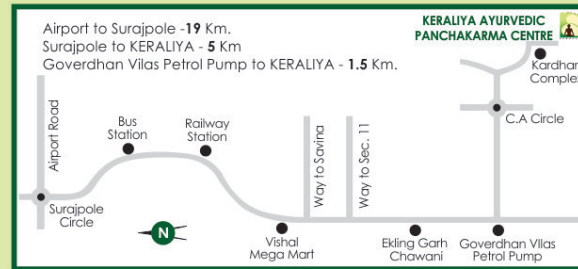 Airport to Surajpole -19 Km.
Surajpole to KERALIYA - 5 Km
Goverdhan Vilas Petrol Pump to KERALIYA - 1.5 Km.
KERALIYA AYURVEDIC
PANCHAKARMA CENTRE
Kardhar
Complex
C.A Circle
Airport Road
Bus
Station
Railway
Station
Way to Savina
Way to Sec. 11
Surajpole
Circle
N
Vishal
Mega Mart
Ekling Garh
Chawani
Goverdhan VIlas
Petrol Pump